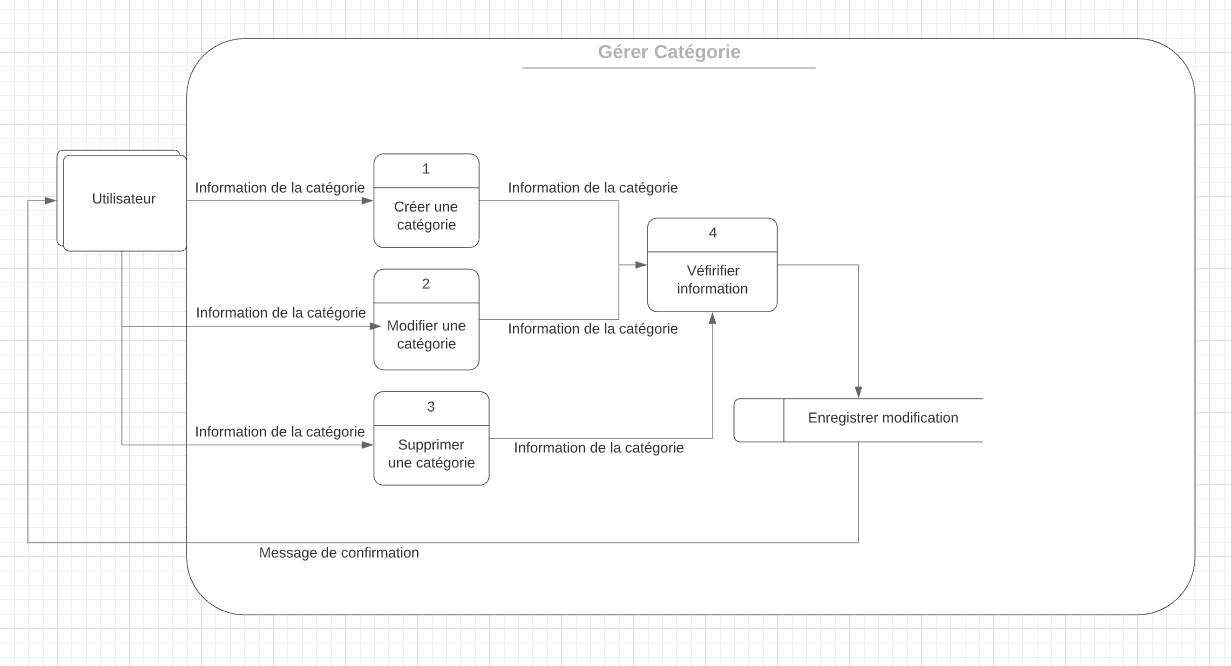 Gérer Catégorie
Utilisateur
Information de la catégorie
1
Créer une
catégorie
Information de la catégorie
4
Véfirifier
information
Information de la catégorie
2
Modifier une
catégorie
Information de la catégorie
Information de la catégorie
3
Supprimer
une catégorie
Information de la catégorie
Enregistrer modification
Message de confirmation